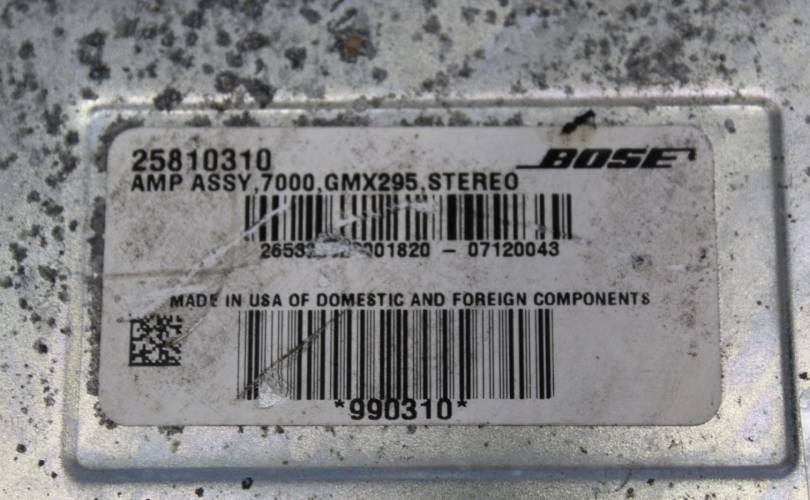 25810310
BOSE
AMP ASSY,7000,GMX295,STEREO
07120043
MADE IN USA OF DOMESTIC AND FOREIGN COMPONENTS
*990310*